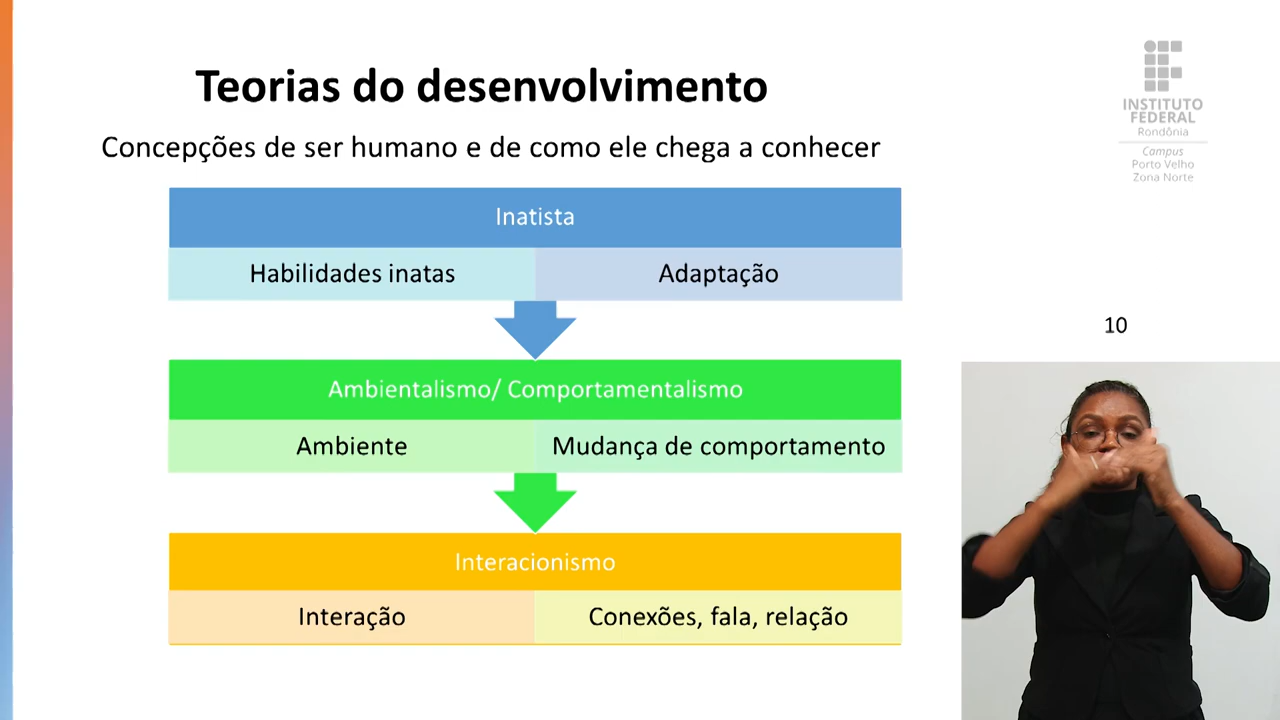 Teorias do desenvolvimento
Concepções de ser humano e de como ele chega a conhecer
Inatista
Habilidades inatas
Adaptação
Ambientalismo/ Comportamentalismo
Ambiente
Mudança de comportamento
Interacionismo
Interação
Conexões, fala, relação
INSTITUTO
FEDERAL
Rondônia
Campus
Porto Velho
Zona Norte
10